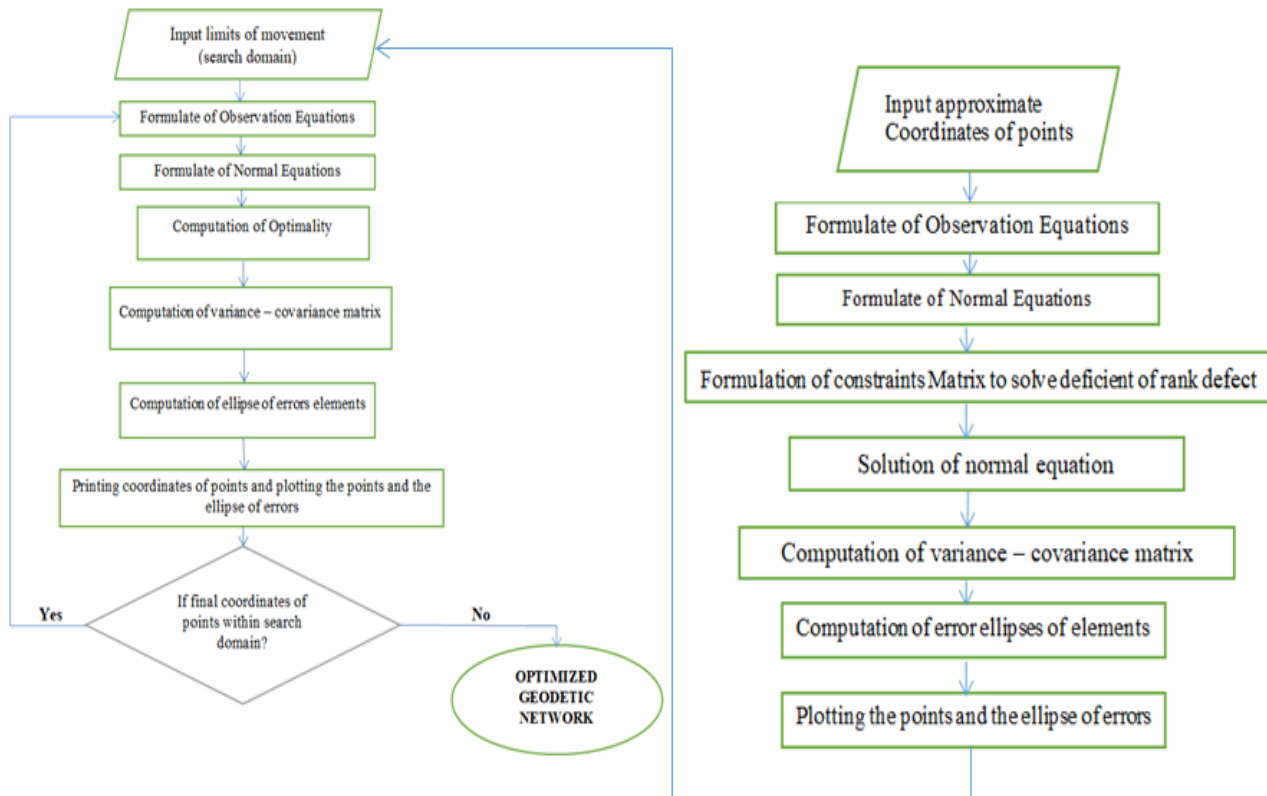 Input limits of movement
(search domain)
Formulate of Observation Equations
Formulate of Normal Equations
Computation of Optimality
Computation of variance – covariance matrix
Computation of ellipse of errors elements
Printing coordinates of points and plotting the points and the
ellipse of errors
If final coordinates of
points within search
domain?
Yes
No
OPTIMIZED
GEODETIC
NETWORK
Input approximate
Coordinates of points
Formulate of Observation Equations
Formulate of Normal Equations
Formulation of constraints Matrix to solve deficient of rank defect
Solution of normal equation
Computation of variance – covariance matrix
Computation of error ellipses of elements
Plotting the points and the ellipse of errors